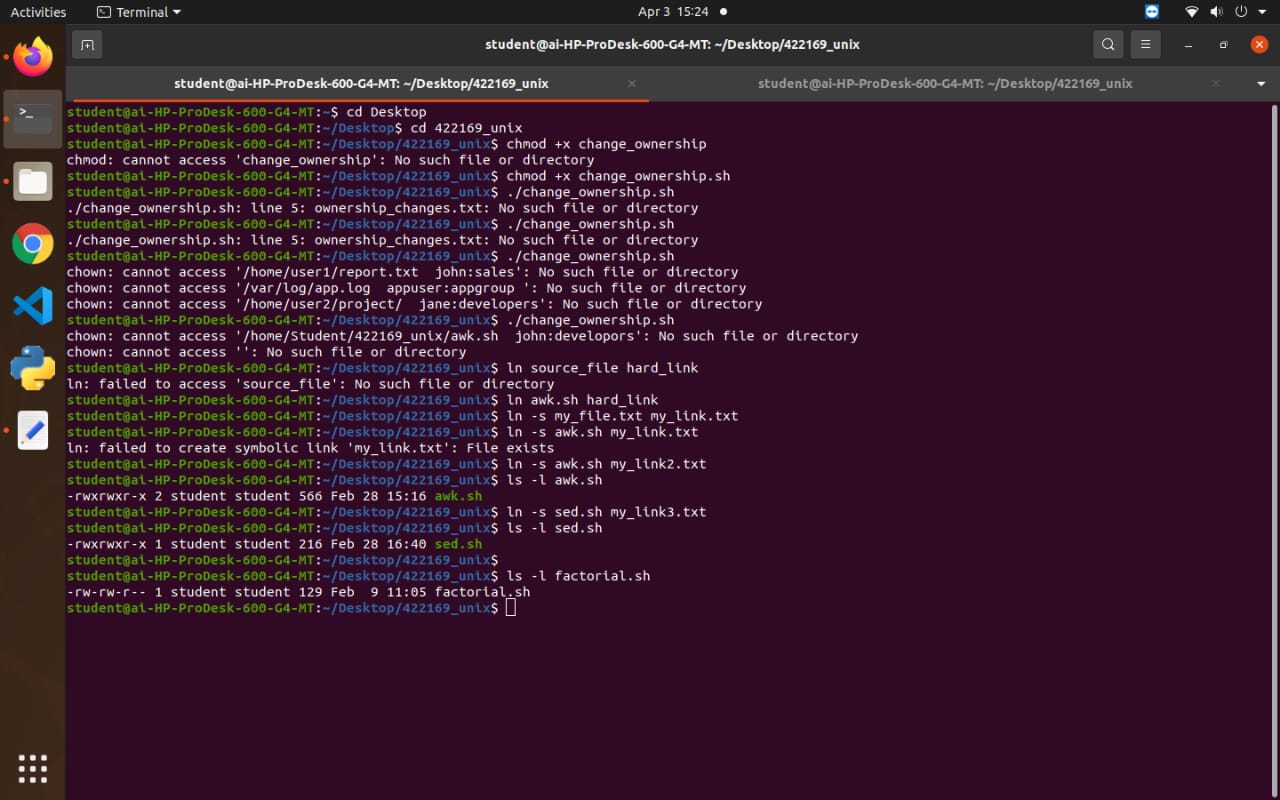 Activities
Terminal
Apr 3 15:24
student@ai-HP-ProDesk-600-G4-MT: ~/Desktop/422169_unix
student@ai-HP-ProDesk-600-G4-MT: ~/Desktop/422169_unix
student@ai-HP-ProDesk-600-G4-MT: ~/Desktop/422169_unix
student@ai-HP-ProDesk-600-G4-MT:~$ cd Desktop
student@ai-HP-ProDesk-600-G4-MT:~/Desktop$ cd 422169_unix
student@ai-HP-ProDesk-600-G4-MT:~/Desktop/422169_unix$ chmod +x change_ownership
chmod: cannot access 'change_ownership': No such file or directory
student@ai-HP-ProDesk-600-G4-MT:~/Desktop/422169_unix$ chmod +x change_ownership.sh
student@ai-HP-ProDesk-600-G4-MT:~/Desktop/422169_unix$ ./change_ownership.sh
./change_ownership.sh: line 5: ownership_changes.txt: No such file or directory
student@ai-HP-ProDesk-600-G4-MT:~/Desktop/422169_unix$ ./change_ownership.sh
./change_ownership.sh: line 5: ownership_changes.txt: No such file or directory
student@ai-HP-ProDesk-600-G4-MT:~/Desktop/422169_unix$ ./change_ownership.sh
chown: cannot access '/home/user1/report.txt  john:sales': No such file or directory
chown: cannot access '/var/log/app.log  appuser:appgroup ': No such file or directory
chown: cannot access '/home/user2/project/  jane:developers': No such file or directory
student@ai-HP-ProDesk-600-G4-MT:~/Desktop/422169_unix$ ./change_ownership.sh
chown: cannot access '/home/Student/422169_unix/awk.sh  john:developors': No such file or directory
chown: cannot access '': No such file or directory
student@ai-HP-ProDesk-600-G4-MT:~/Desktop/422169_unix$ ln source_file hard_link
ln: failed to access 'source_file': No such file or directory
student@ai-HP-ProDesk-600-G4-MT:~/Desktop/422169_unix$ ln awk.sh hard_link
student@ai-HP-ProDesk-600-G4-MT:~/Desktop/422169_unix$ ln -s my_file.txt my_link.txt
student@ai-HP-ProDesk-600-G4-MT:~/Desktop/422169_unix$ ln -s awk.sh my_link.txt
ln: failed to create symbolic link 'my_link.txt': File exists
student@ai-HP-ProDesk-600-G4-MT:~/Desktop/422169_unix$ ln -s awk.sh my_link2.txt
student@ai-HP-ProDesk-600-G4-MT:~/Desktop/422169_unix$ ls -l awk.sh
-rwxrwxr-x 2 student student 566 Feb 28 15:16 awk.sh
student@ai-HP-ProDesk-600-G4-MT:~/Desktop/422169_unix$ ln -s sed.sh my_link3.txt
student@ai-HP-ProDesk-600-G4-MT:~/Desktop/422169_unix$ ls -l sed.sh
-rwxrwxr-x 1 student student 216 Feb 28 16:40 sed.sh
student@ai-HP-ProDesk-600-G4-MT:~/Desktop/422169_unix$
student@ai-HP-ProDesk-600-G4-MT:~/Desktop/422169_unix$ ls -l factorial.sh
-rw-rw-r-- 1 student student 129 Feb  9 11:05 factorial.sh
student@ai-HP-ProDesk-600-G4-MT:~/Desktop/422169_unix$